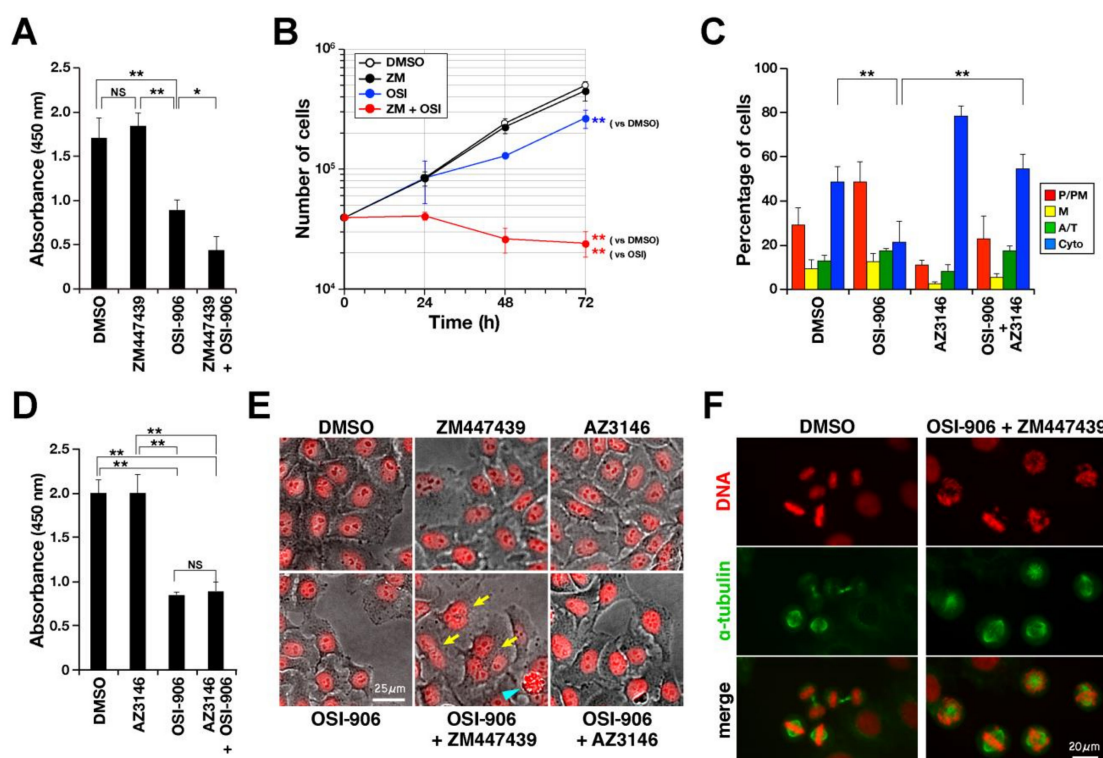 A
Absorbance (450 nm)
2.5
2.0
1.5
1.0
0.5
0
**
NS
**
*
DMSO
ZM447439
OSI-906
ZM447439
+ OSI-906
B
Number of cells
10⁶
10⁵
10⁴
DMSO
ZM
OSI
ZM + OSI
** ( vs DMSO)
** ( vs DMSO)
** ( vs OSI)
0
24
48
72
Time (h)
C
Percentage of cells
100
80
60
40
20
0
**
**
P/PM
M
A/T
Cyto
DMSO
OSI-906
AZ3146
OSI-906
+
AZ3146
D
Absorbance (450 nm)
2.5
2.0
1.5
1.0
0.5
0
**
**
**
**
NS
DMSO
AZ3146
OSI-906
AZ3146
+ OSI-906
E
DMSO
ZM447439
AZ3146
25μm
OSI-906
OSI-906
+ ZM447439
OSI-906
+ AZ3146
F
DMSO
OSI-906 + ZM447439
DNA
α-tubulin
merge
20μm